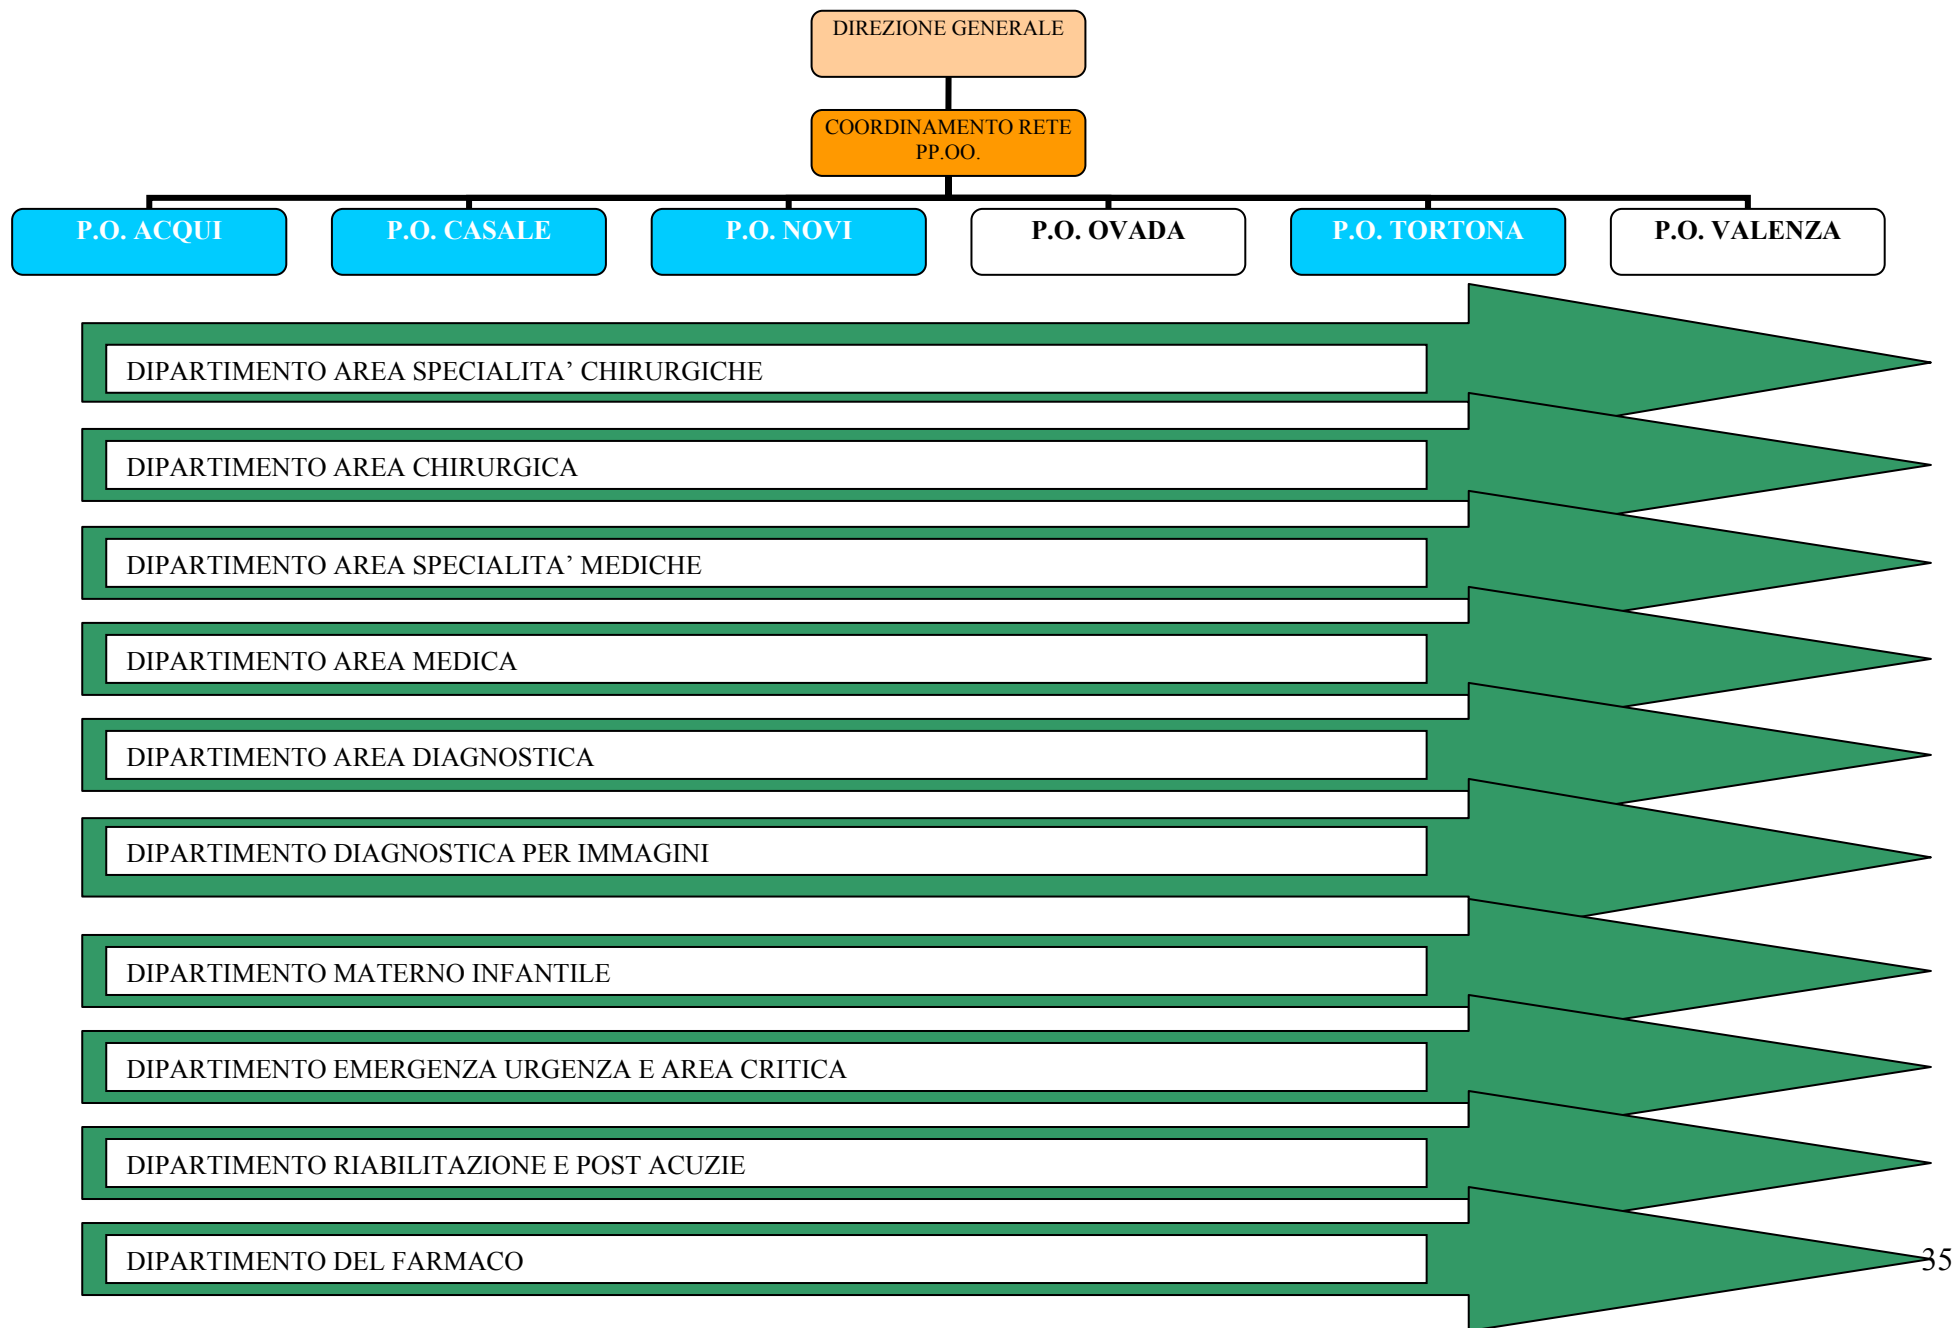 DIREZIONE GENERALE
COORDINAMENTO RETE
PP.OO.
P.O. ACQUI
P.O. CASALE
P.O. NOVI
P.O. OVADA
P.O. TORTONA
P.O. VALENZA
DIPARTIMENTO AREA SPECIALITA’ CHIRURGICHE
DIPARTIMENTO AREA CHIRURGICA
DIPARTIMENTO AREA SPECIALITA’ MEDICHE
DIPARTIMENTO AREA MEDICA
DIPARTIMENTO AREA DIAGNOSTICA
DIPARTIMENTO DIAGNOSTICA PER IMMAGINI
DIPARTIMENTO MATERNO INFANTILE
DIPARTIMENTO EMERGENZA URGENZA E AREA CRITICA
DIPARTIMENTO RIABILITAZIONE E POST ACUZIE
DIPARTIMENTO DEL FARMACO
35